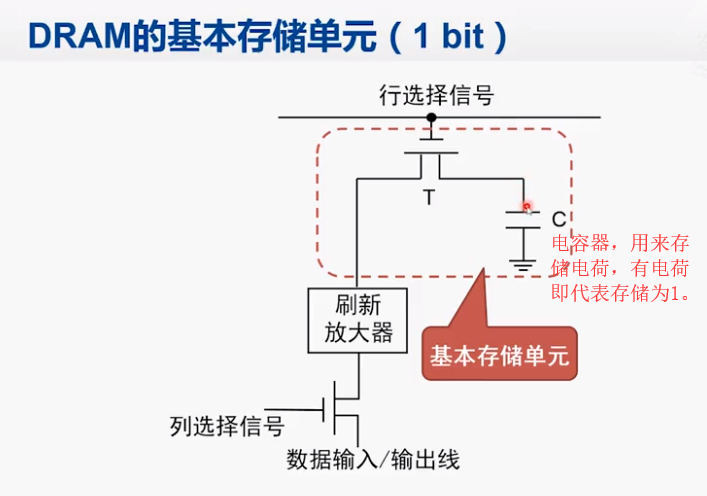 DRAM的基本存储单元（1 bit）
行选择信号
T
C
电容器，用来存
储电荷，有电荷
即代表存储为1。
刷新
放大器
基本存储单元
列选择信号
数据输入/输出线